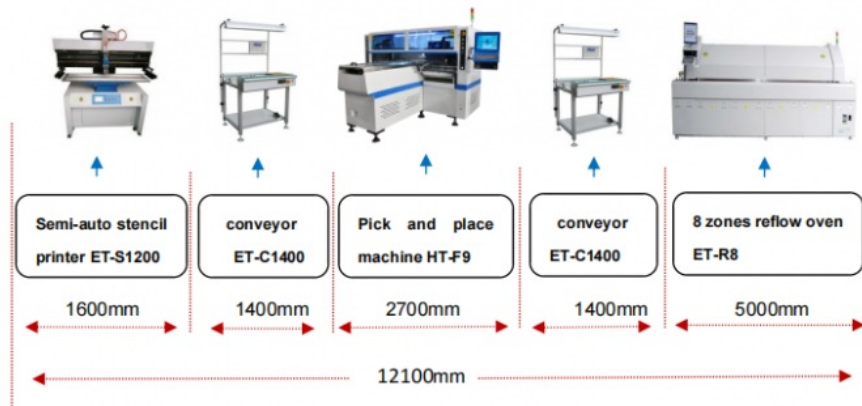 Semi-auto stencil
printer ET-S1200
conveyor
ET-C1400
Pick and place
machine HT-F9
conveyor
ET-C1400
8 zones reflow oven
ET-R8
1600mm
1400mm
2700mm
1400mm
5000mm
12100mm